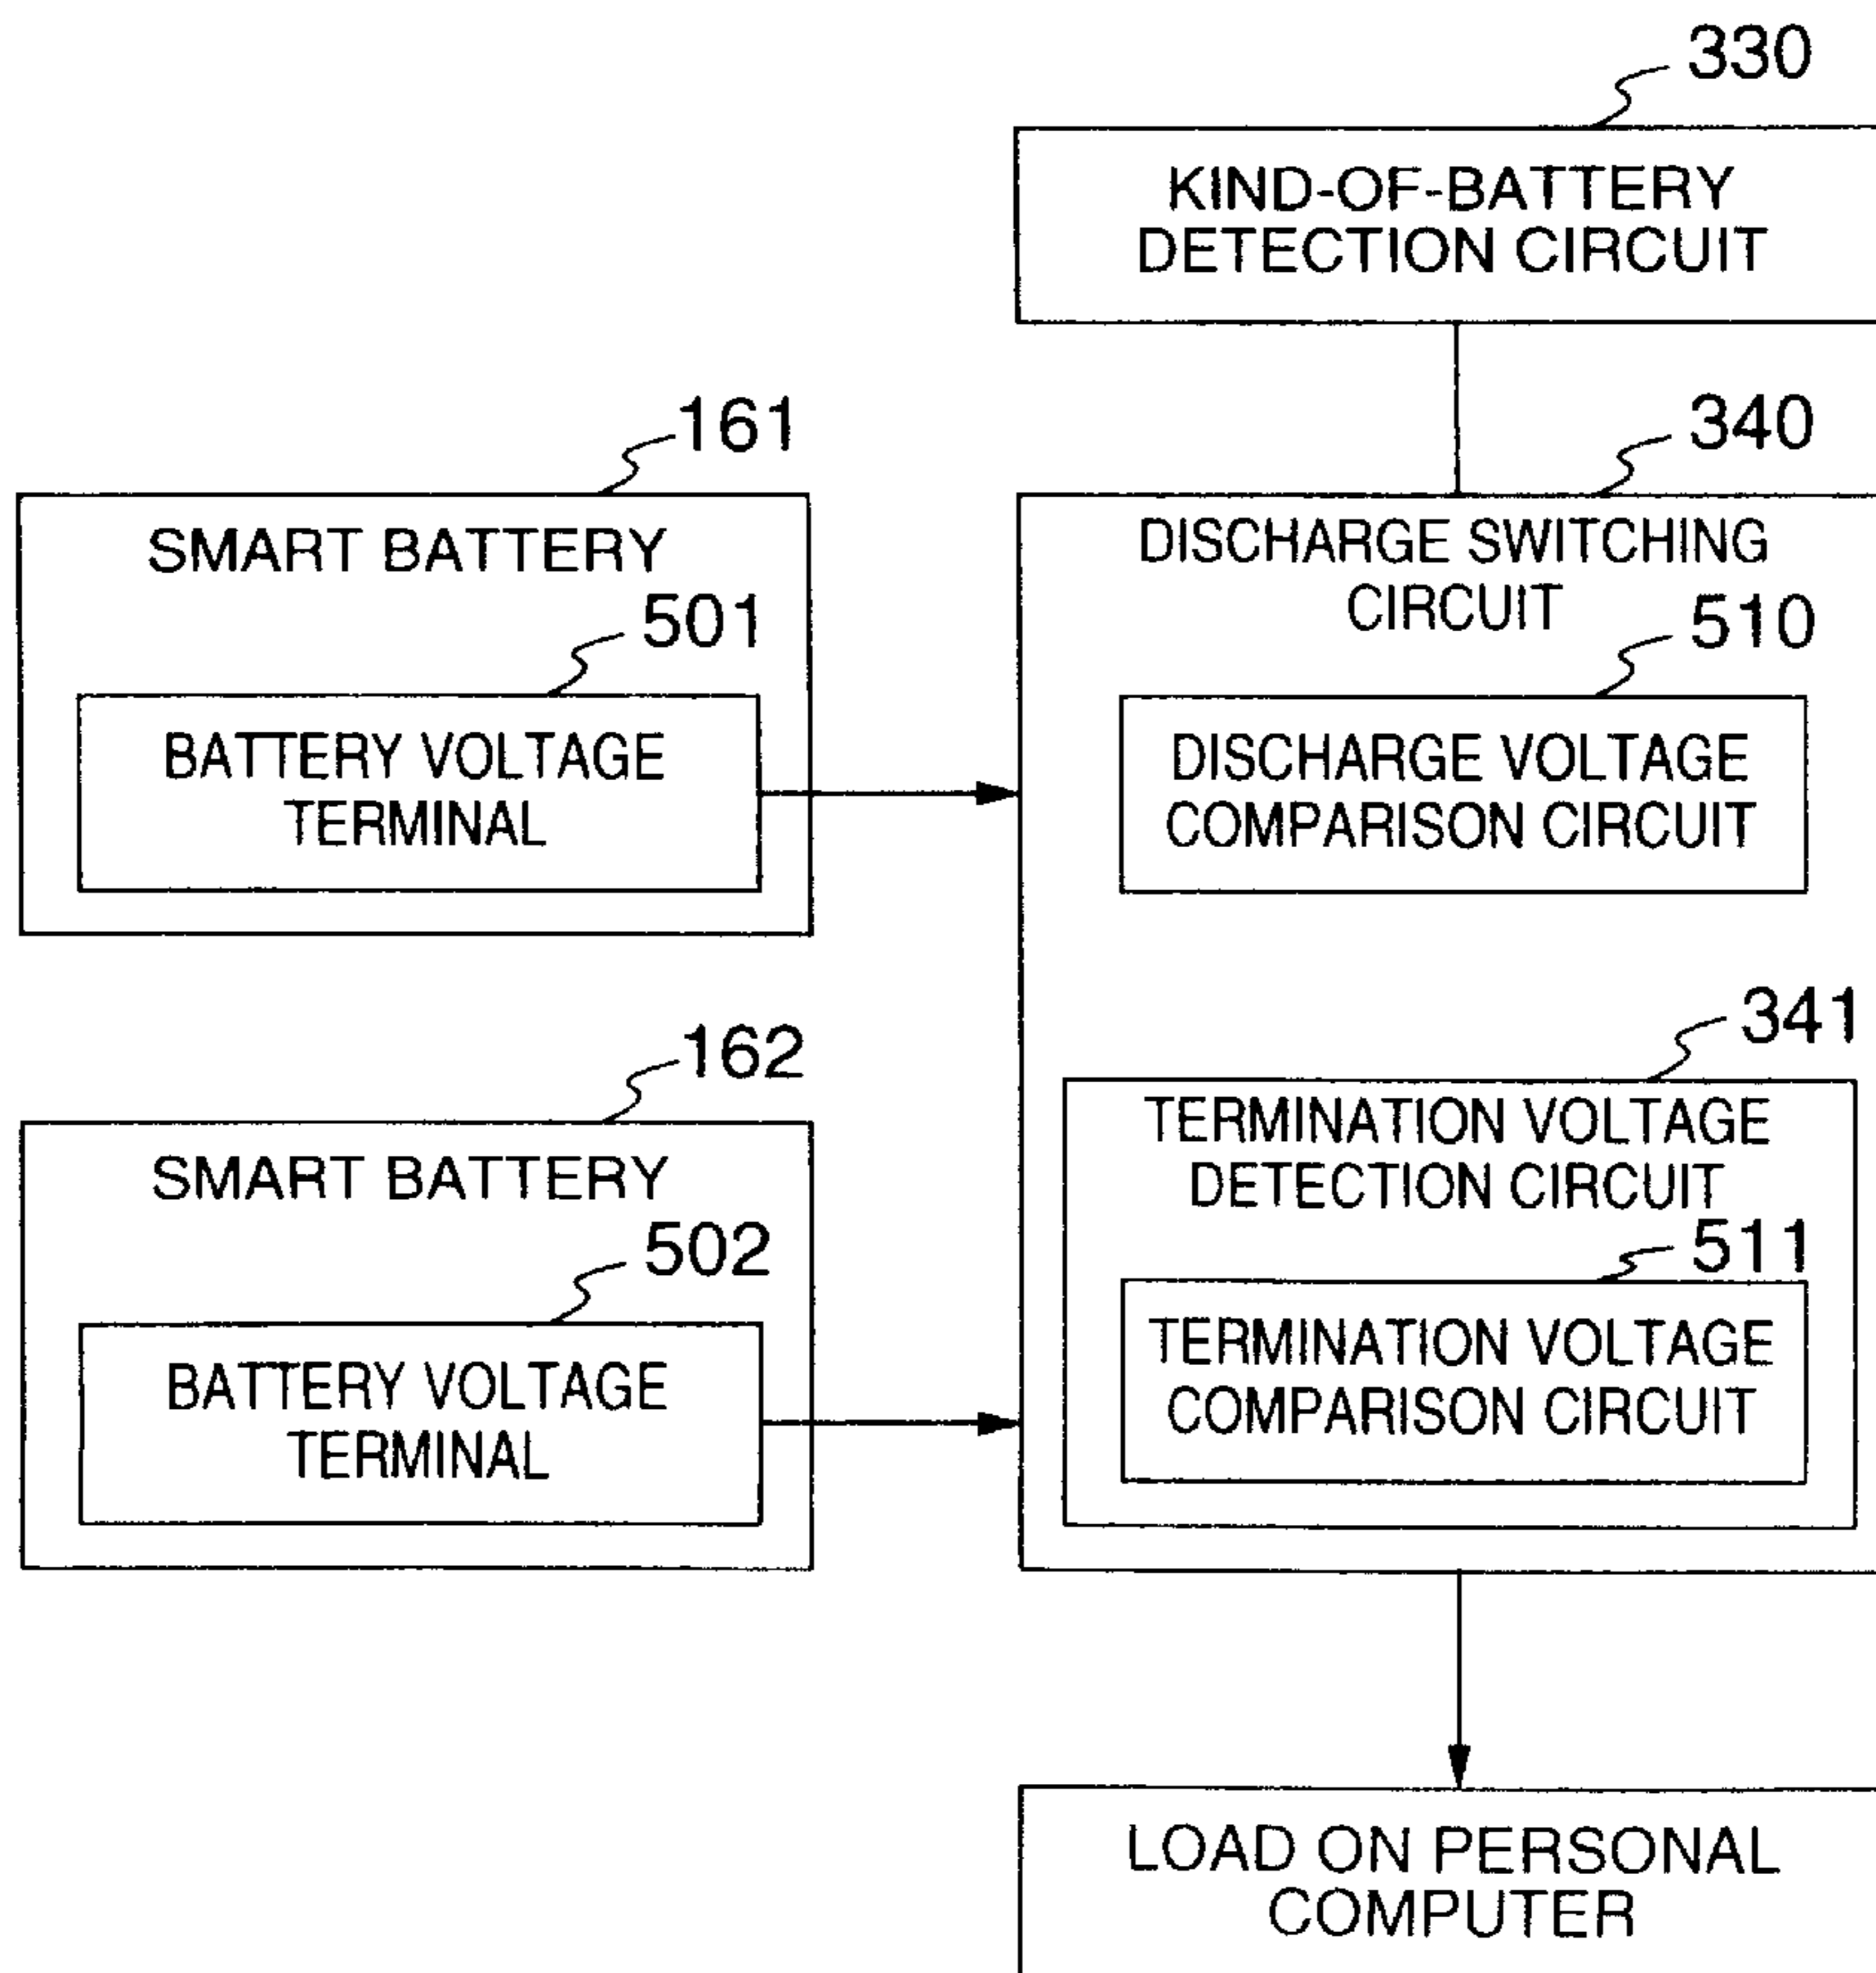 330
KIND-OF-BATTERY
DETECTION CIRCUIT
161
SMART BATTERY
501
BATTERY VOLTAGE
TERMINAL
340
DISCHARGE SWITCHING
CIRCUIT
510
DISCHARGE VOLTAGE
COMPARISON CIRCUIT
162
SMART BATTERY
502
BATTERY VOLTAGE
TERMINAL
341
TERMINATION VOLTAGE
DETECTION CIRCUIT
511
TERMINATION VOLTAGE
COMPARISON CIRCUIT
LOAD ON PERSONAL
COMPUTER